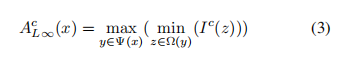 A^c_{L∞}(x) = max_{y∈Ψ(x)}( min_{z∈Ω(y)}(I^c(z))) (3)